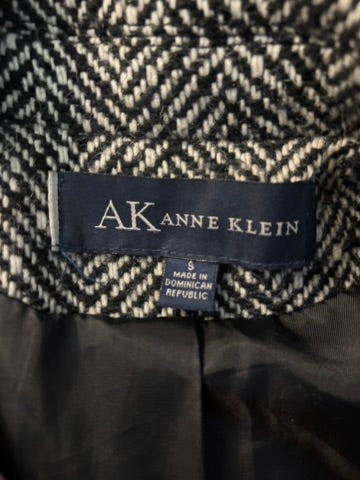 AK ANNE KLEIN
S
MADE IN
DOMINICAN
REPUBLIC